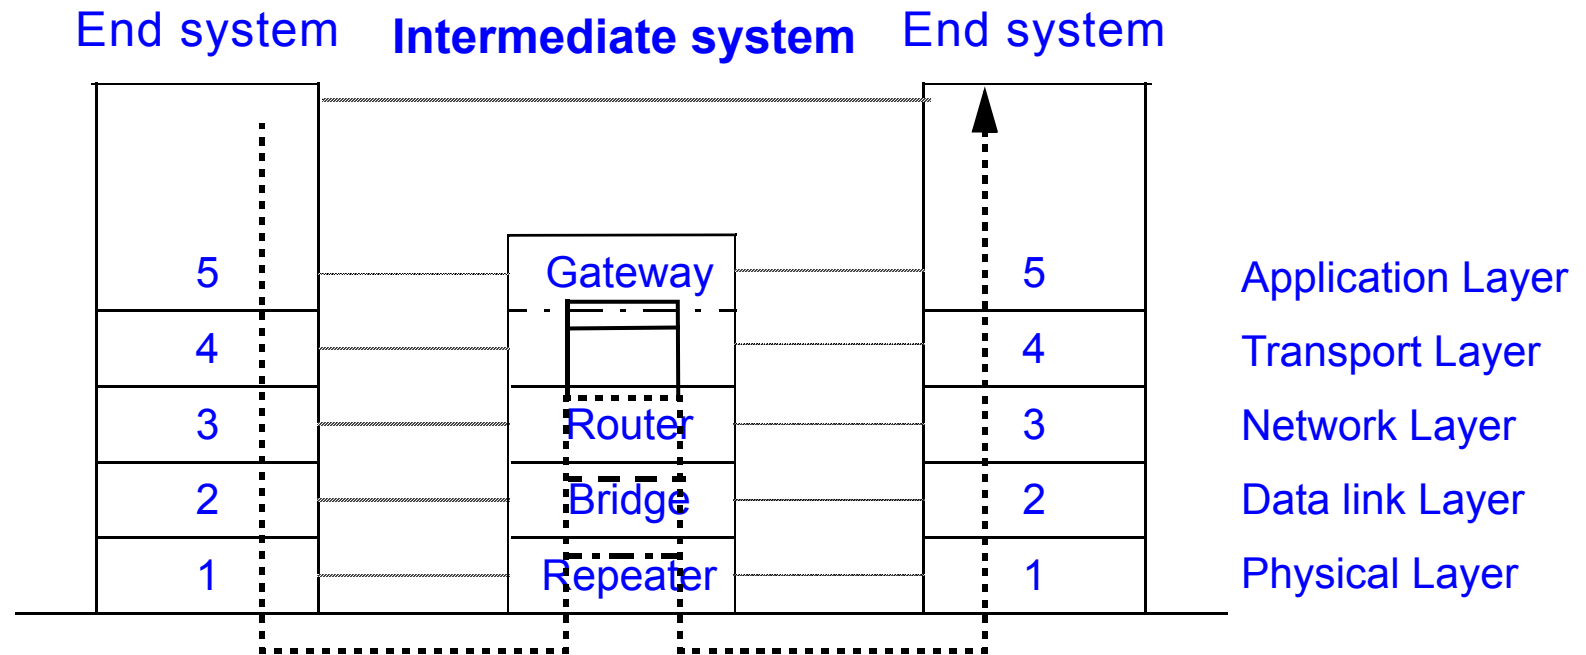 End system Intermediate system End system
5 Gateway 5 Application Layer
4 4 Transport Layer
3 Router 3 Network Layer
2 Bridge 2 Data link Layer
1 Repeater 1 Physical Layer